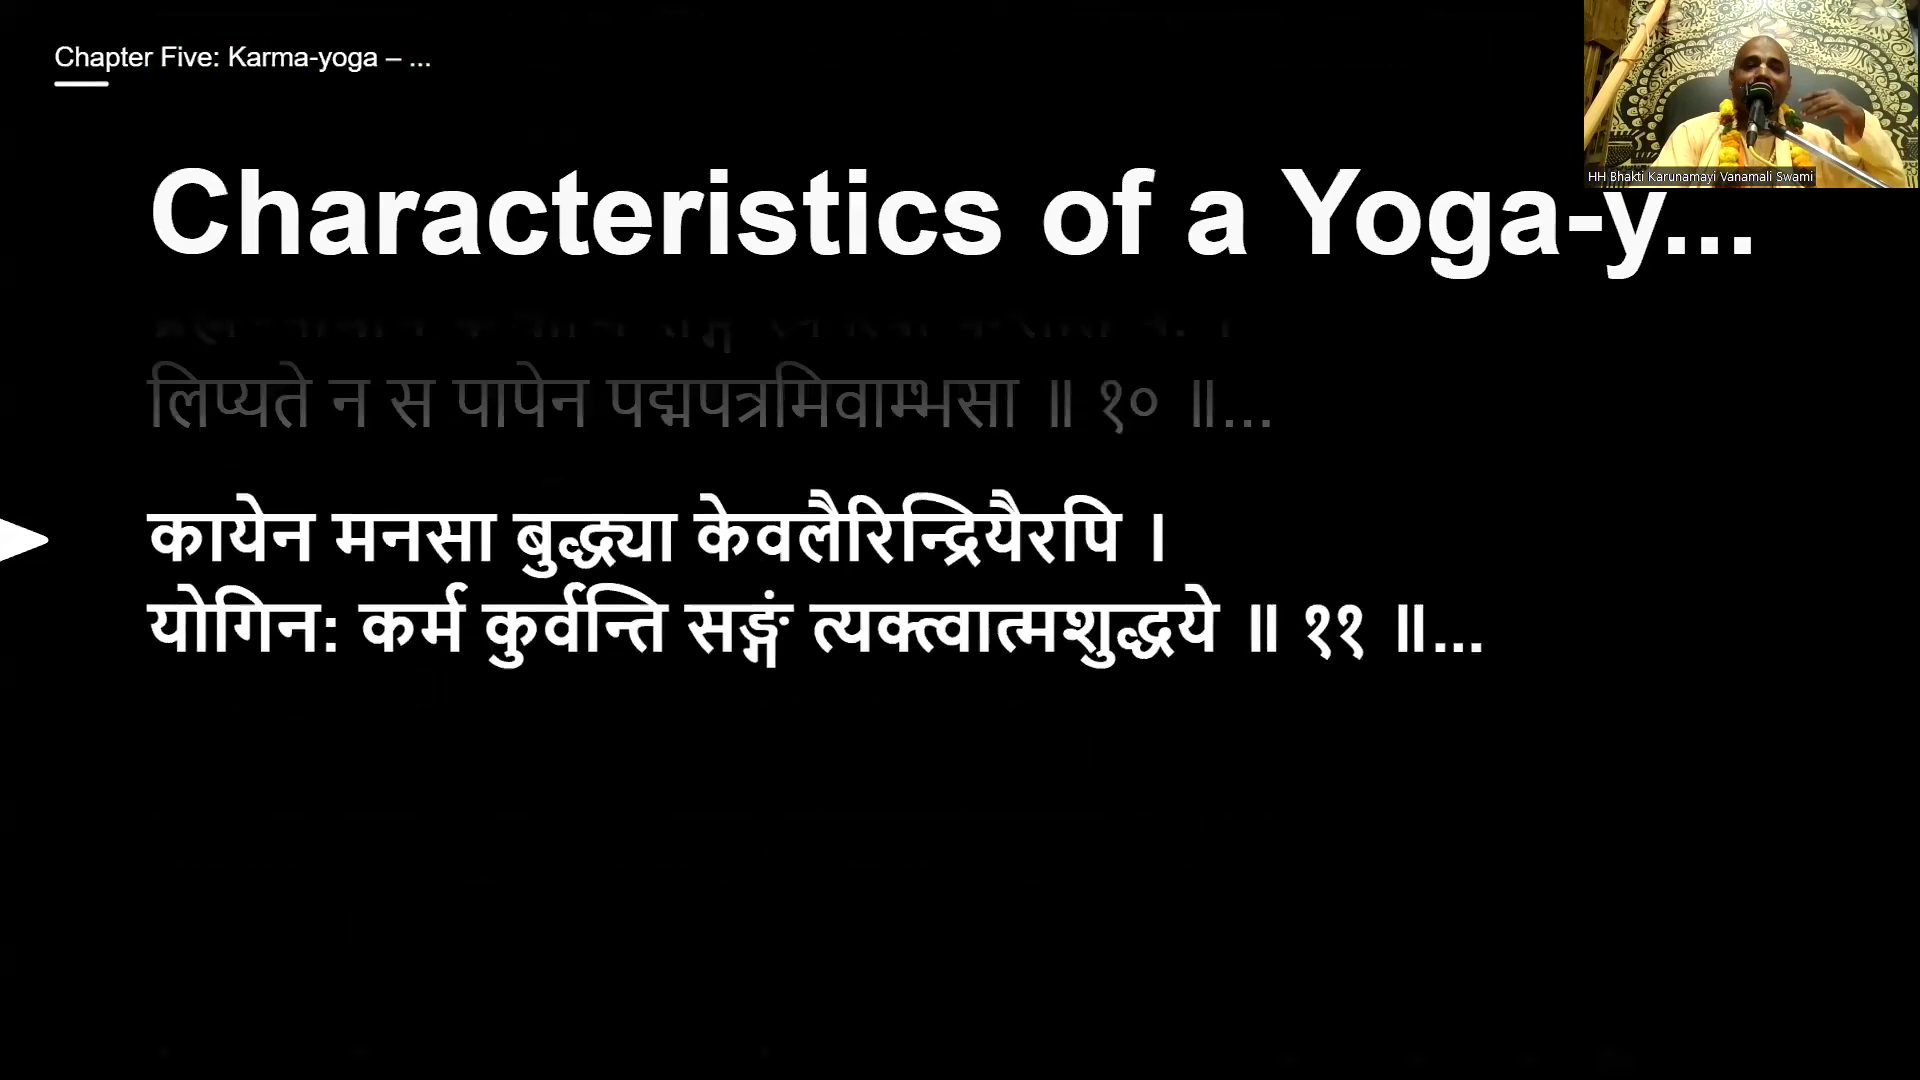 Chapter Five: Karma-yoga – ...
HH Bhakti Karunamayi Vanamali Swami
Characteristics of a Yoga-y...
लिप्यते न स पापेन पद्मपत्रमिवाम्भसा ॥ १० ॥...
कायेन मनसा बुद्ध्या केवलैरिन्द्रियैरपि ।
योगिन: कर्म कुर्वन्ति सङ्गं त्यक्त्वात्मश‍ुद्धये ॥ ११ ॥...